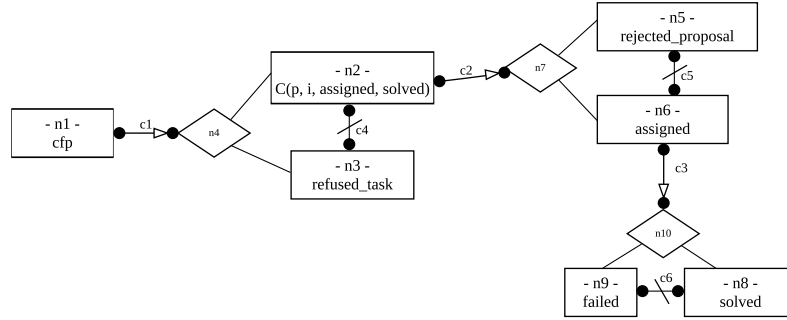 - n1 -
cfp
c1
n4
- n2 -
C(p, i, assigned, solved)
c4
- n3 -
refused_task
c2
n7
- n5 -
rejected_proposal
c5
- n6 -
assigned
c3
n10
- n9 -
failed
c6
- n8 -
solved